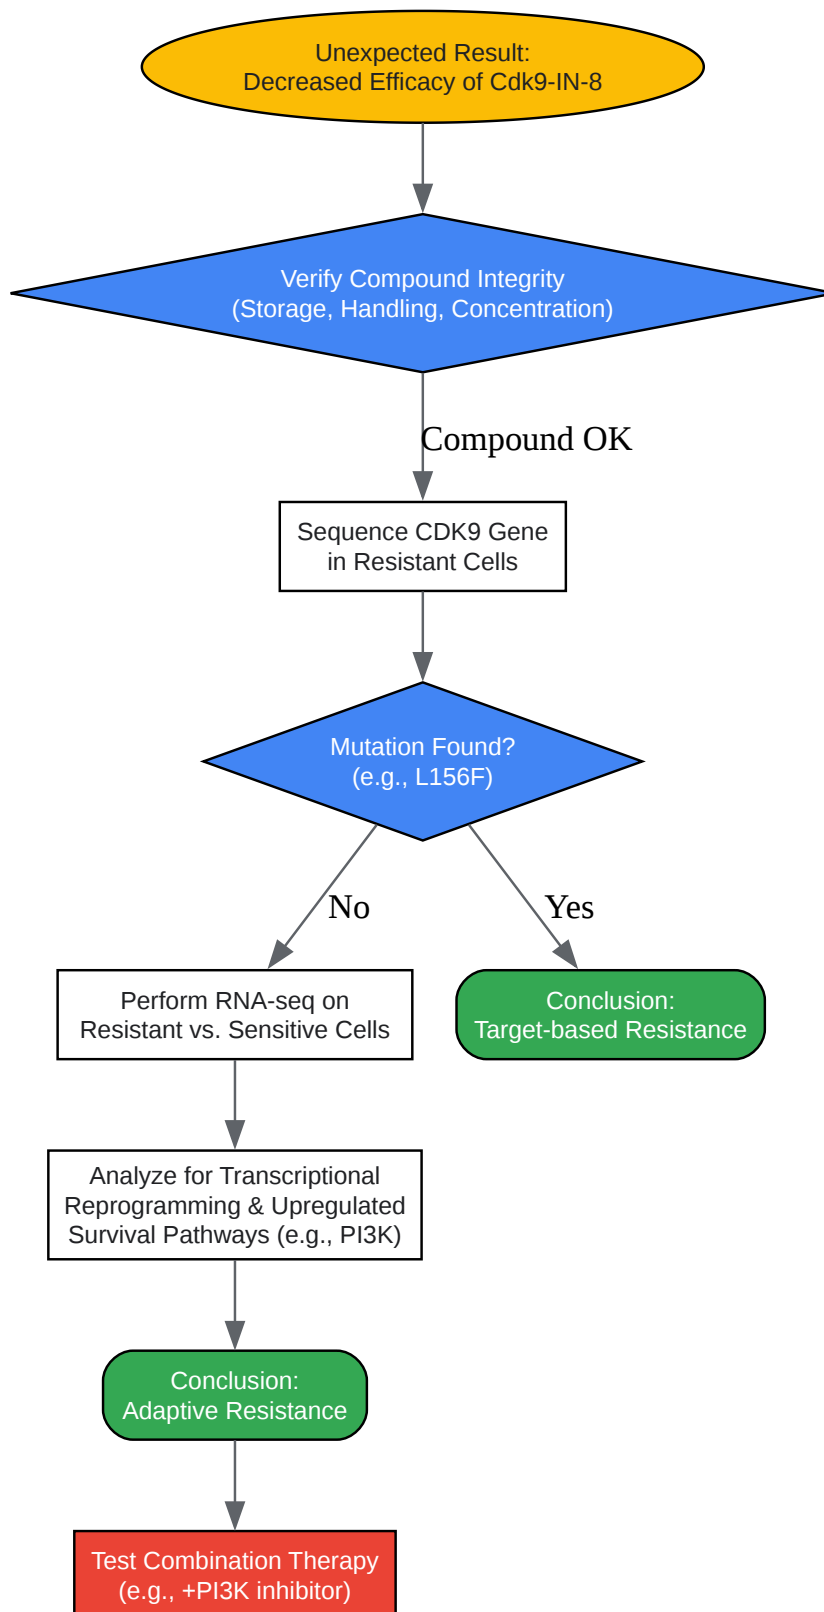 Unexpected Result:
Decreased Efficacy of Cdk9-IN-8
Verify Compound Integrity
(Storage, Handling, Concentration)
Compound OK
Sequence CDK9 Gene
in Resistant Cells
Mutation Found?
(e.g., L156F)
No
Yes
Perform RNA-seq on
Resistant vs. Sensitive Cells
Conclusion:
Target-based Resistance
Analyze for Transcriptional
Reprogramming & Upregulated
Survival Pathways (e.g., PI3K)
Conclusion:
Adaptive Resistance
Test Combination Therapy
(e.g., +PI3K inhibitor)